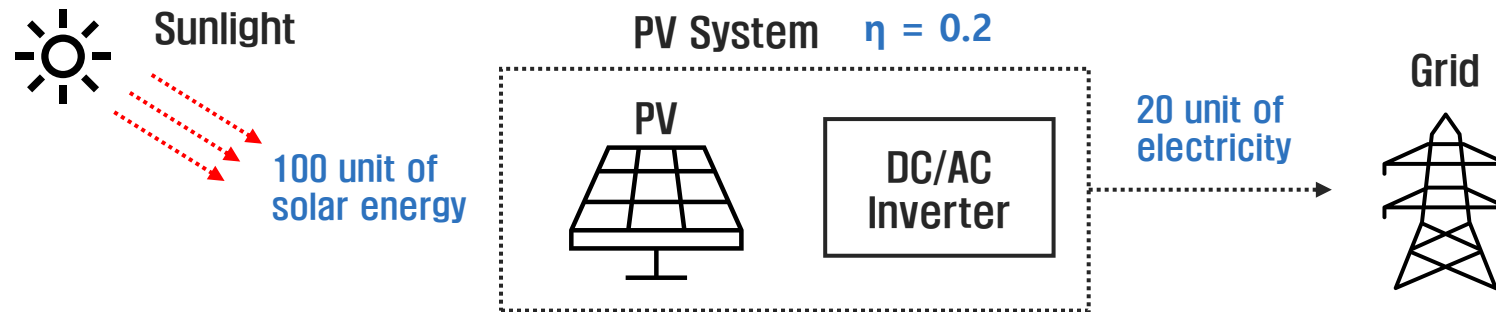 Sunlight
PV System η = 0.2
Grid
PV
20 unit of
electricity
100 unit of
solar energy
DC/AC
Inverter